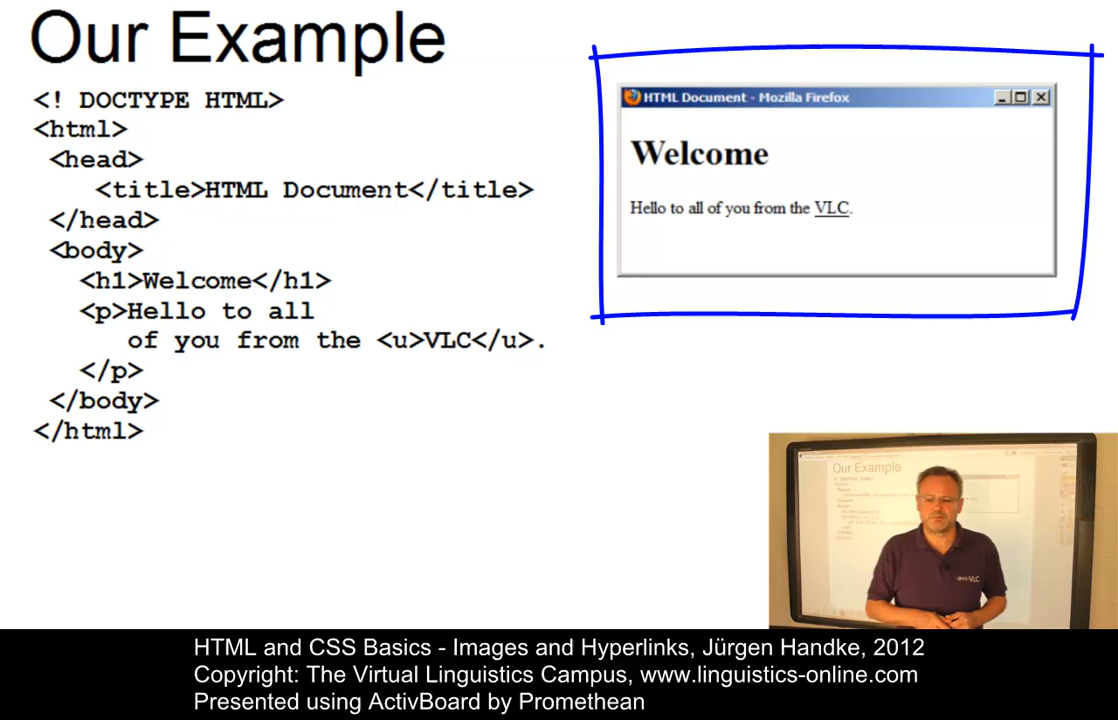 Our Example
<! DOCTYPE HTML>
<html>
<head>
<title>HTML Document</title>
</head>
<body>
<h1>Welcome</h1>
<p>Hello to all
of you from the <u>VLC</u>.
</p>
</body>
</html>
HTML Document - Mozilla Firefox
Welcome
Hello to all of you from the VLC.
Our Example
VLC
HTML and CSS Basics - Images and Hyperlinks, Jürgen Handke, 2012
Copyright: The Virtual Linguistics Campus, www.linguistics-online.com
Presented using ActivBoard by Promethean